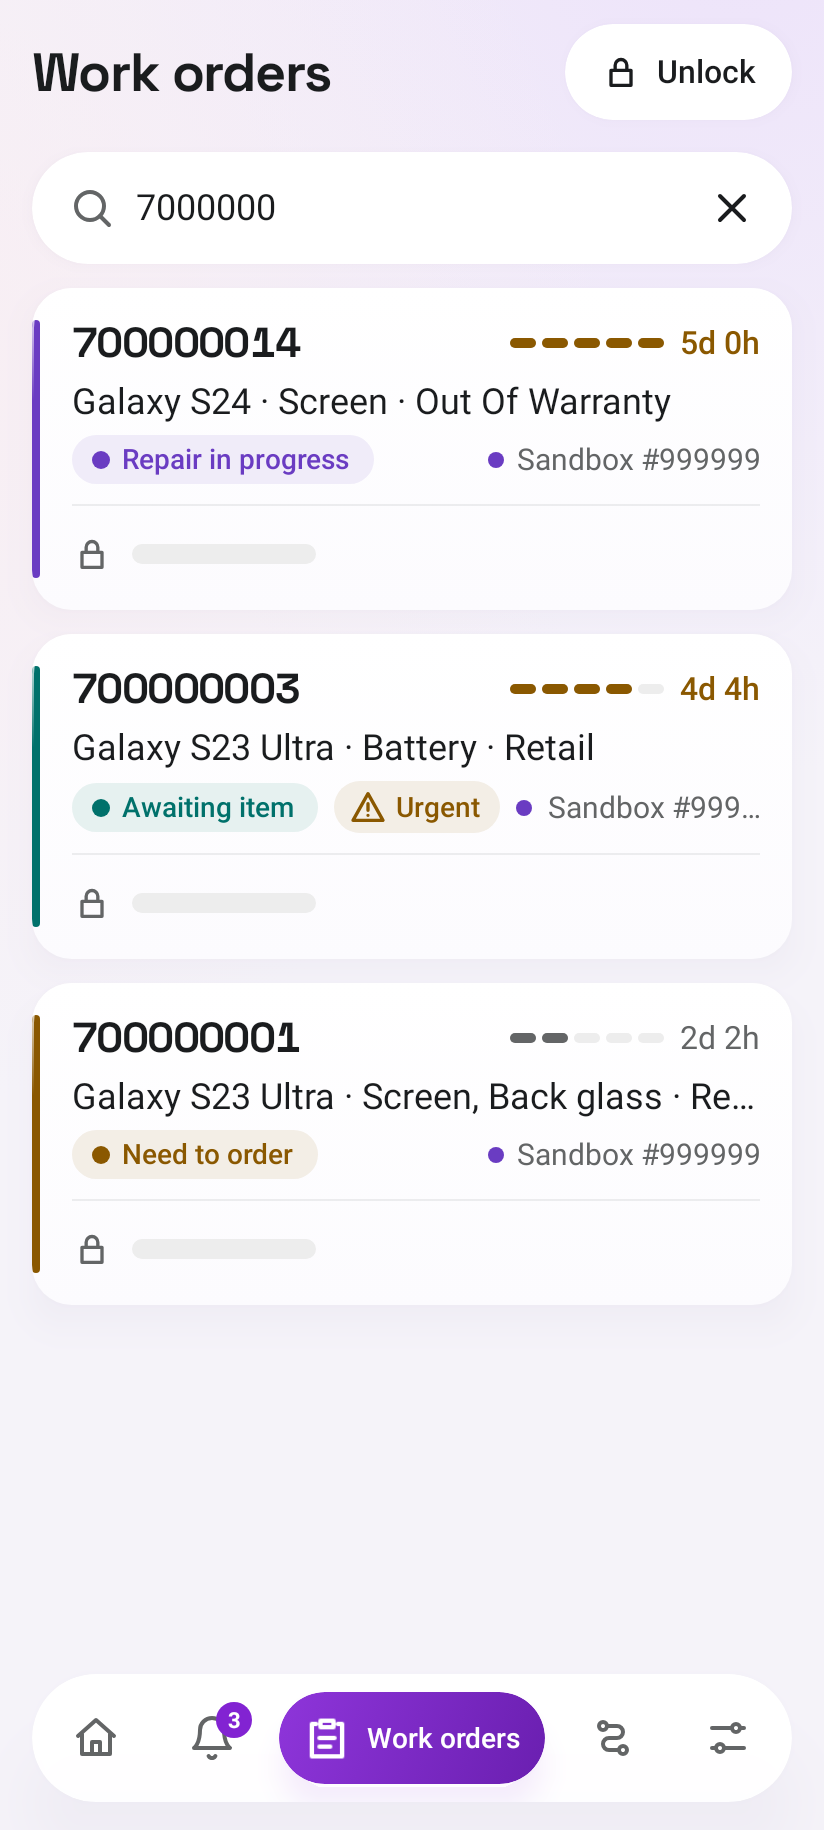 Work orders
Unlock
7000000
700000014
5d 0h
Galaxy S24 · Screen · Out Of Warranty
Repair in progress
Sandbox #999999
700000003
4d 4h
Galaxy S23 Ultra · Battery · Retail
Awaiting item
Urgent
Sandbox #999...
700000001
2d 2h
Galaxy S23 Ultra · Screen, Back glass · Re...
Need to order
Sandbox #999999
3
Work orders